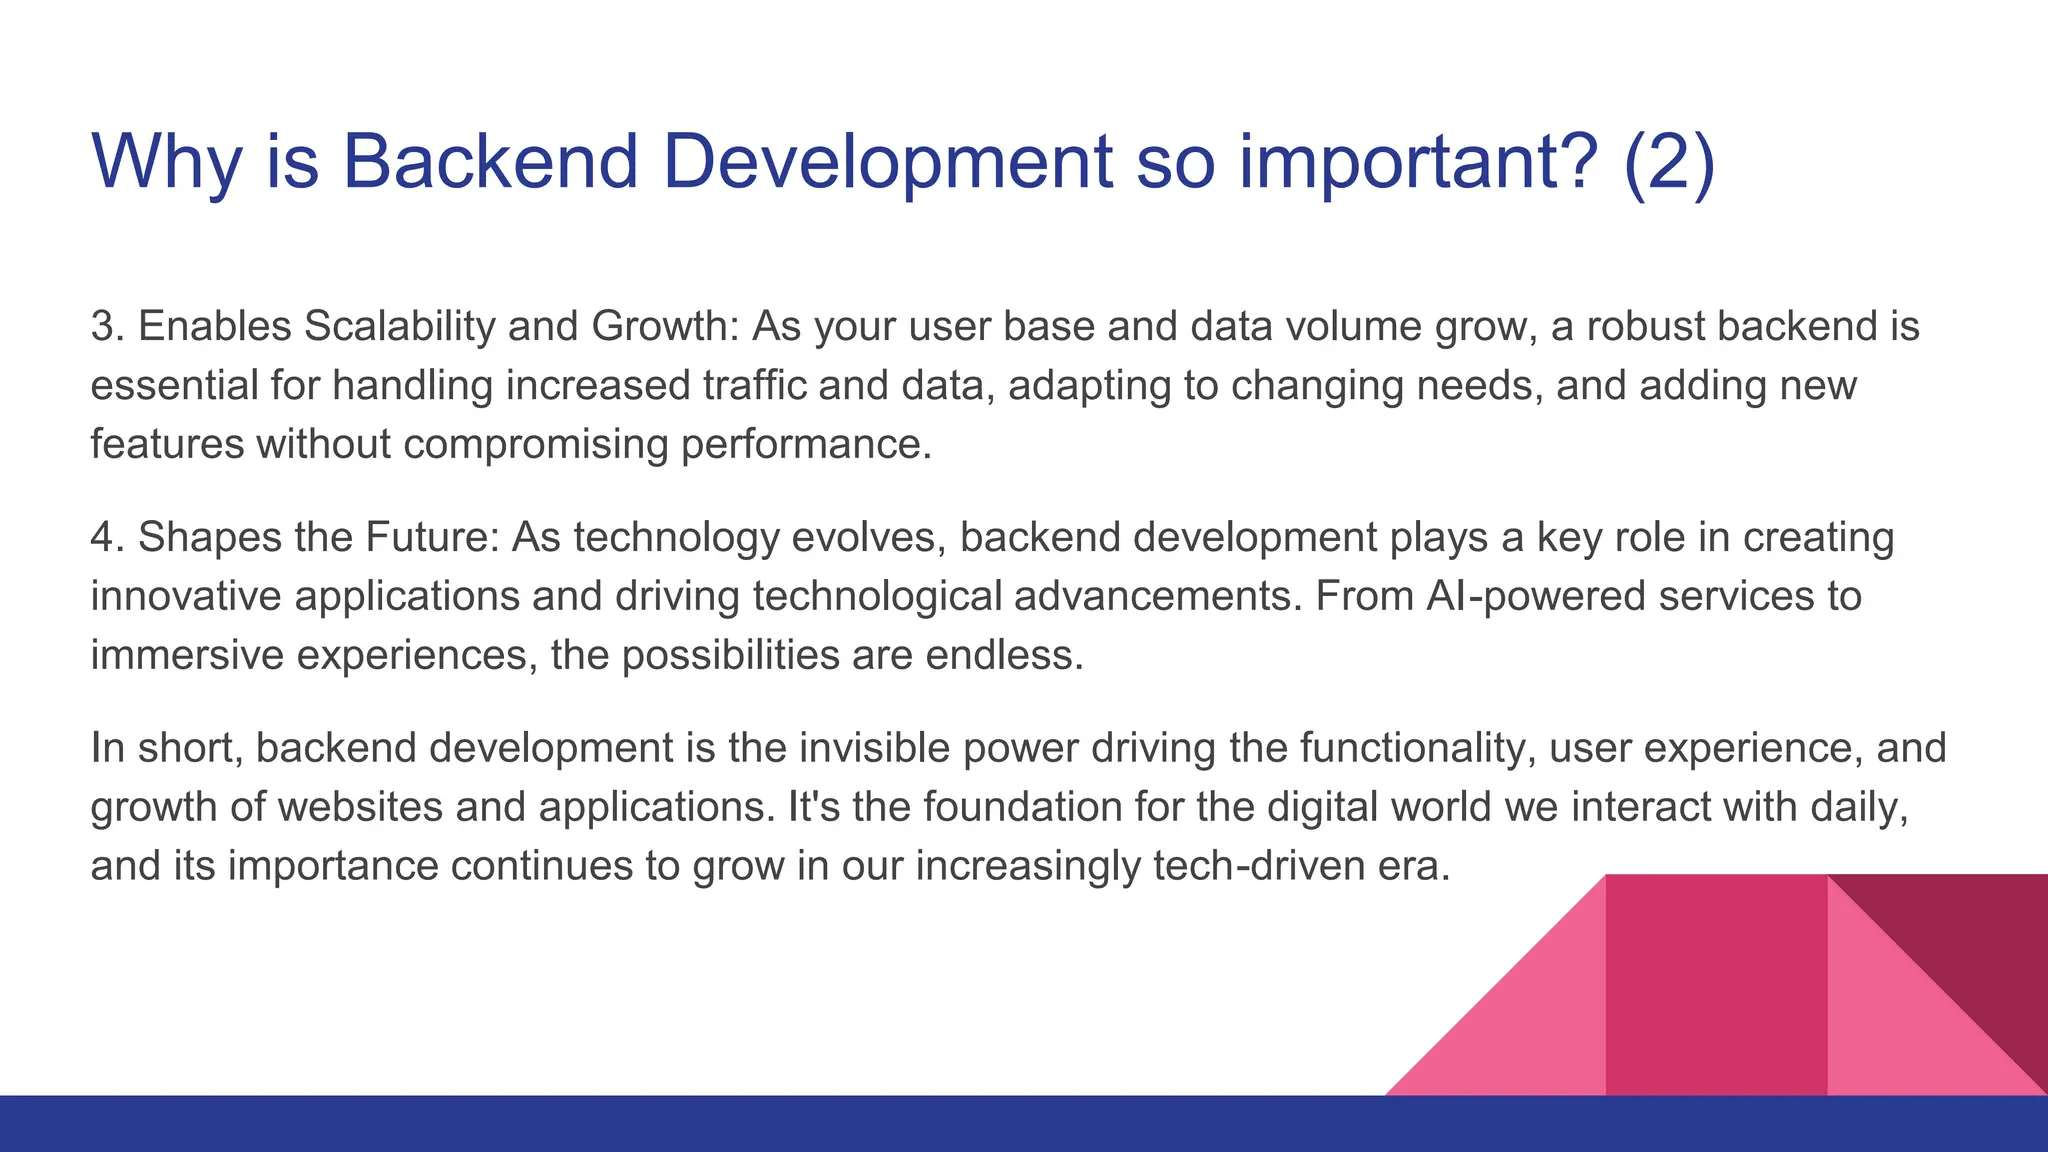 Why is Backend Development so important? (2)
3. Enables Scalability and Growth: As your user base and data volume grow, a robust backend is
essential for handling increased traffic and data, adapting to changing needs, and adding new
features without compromising performance.
4. Shapes the Future: As technology evolves, backend development plays a key role in creating
innovative applications and driving technological advancements. From AI-powered services to
immersive experiences, the possibilities are endless.
In short, backend development is the invisible power driving the functionality, user experience, and
growth of websites and applications. It's the foundation for the digital world we interact with daily,
and its importance continues to grow in our increasingly tech-driven era.